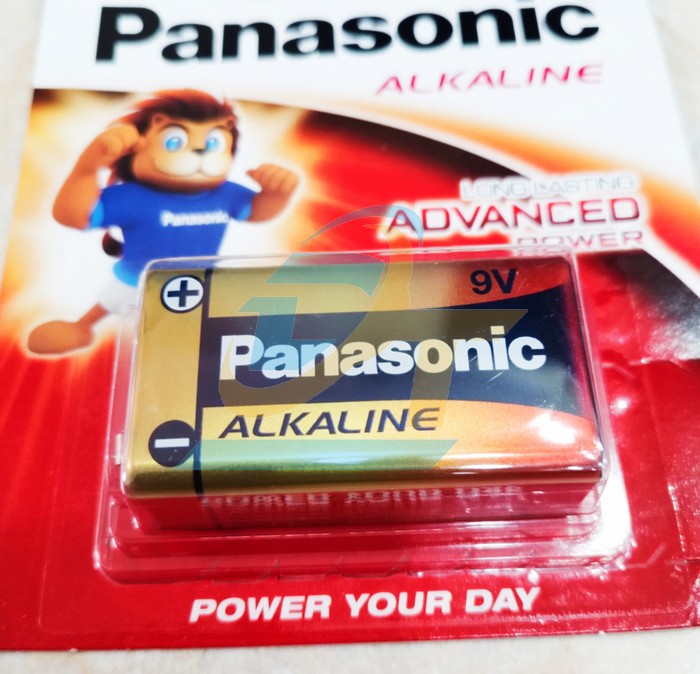 Panasonic
ALKALINE
Panasonic
LONG LASTING
ADVANCED
POWER
+
9V
Panasonic
ALKALINE
-
POWER YOUR DAY